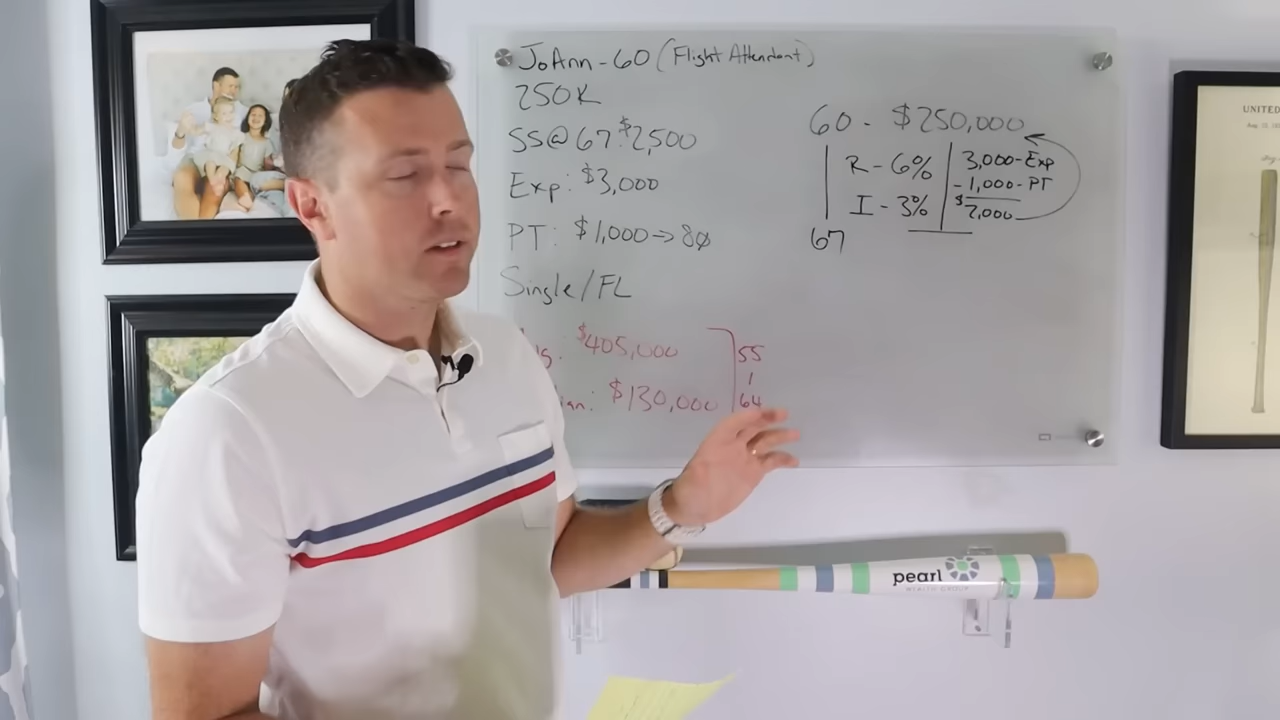 JoAnn - 60 (Flight Attendant)
250K
SS@67: $2,500
Exp: $3,000
PT: $1,000 → 80
Single/FL
$405,000
$130,000
55
64
60 - $250,000
R - 6%
I - 3%
67
3,000 - Exp
- 1,000 - PT
$2,000
pearl
WEALTH GROUP
UNITED